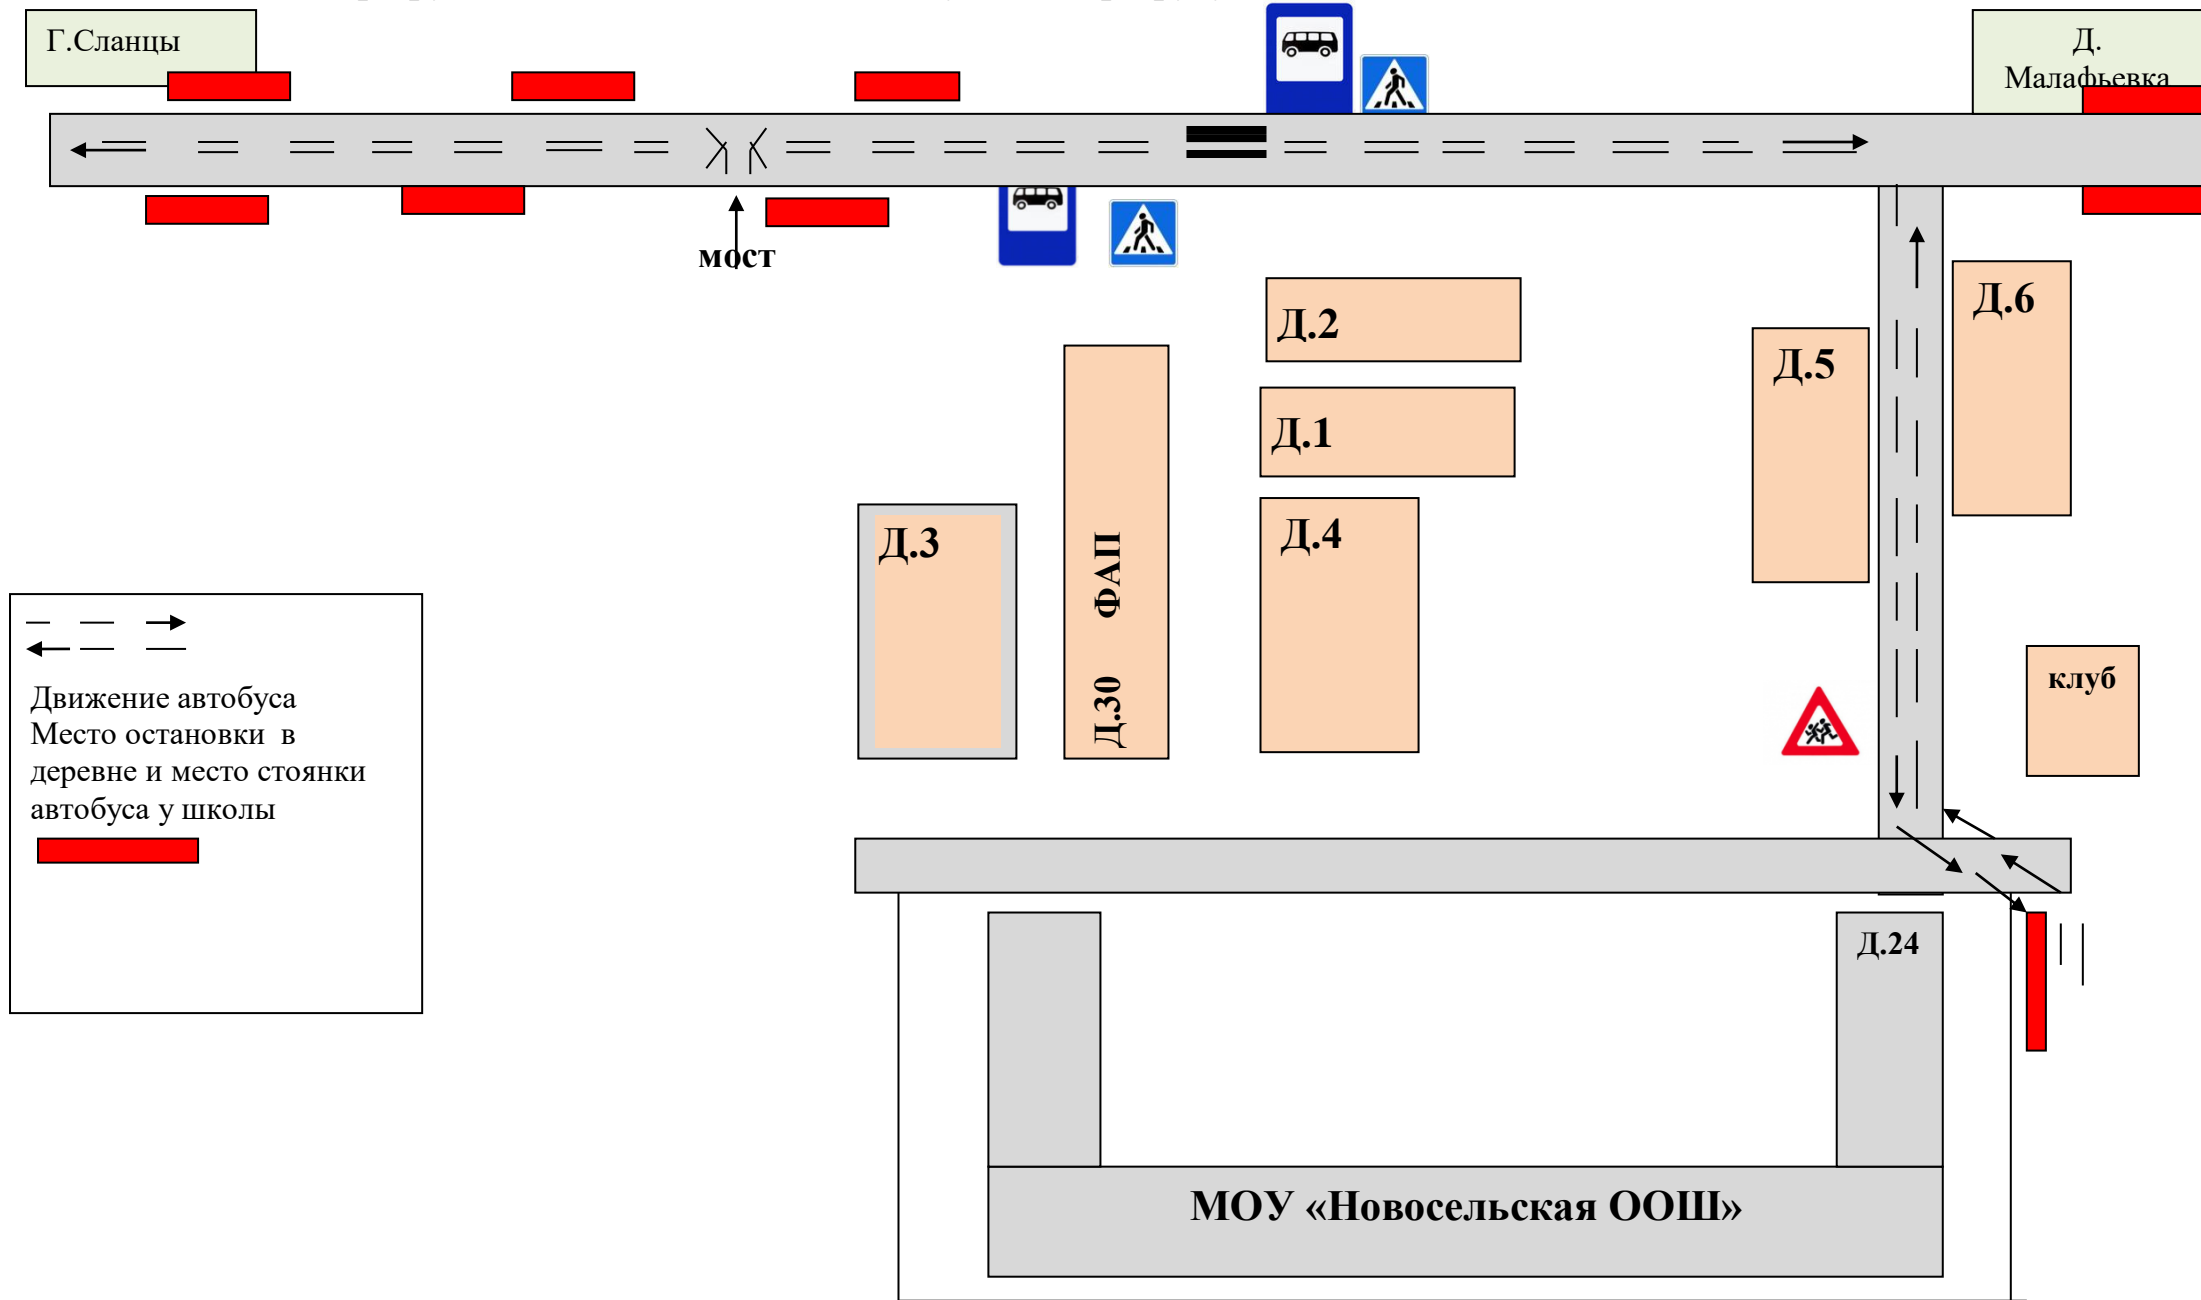 Г.Сланцы
Д.
Малафьевка
мост
Д.2
Д.6
Д.5
Д.1
Д.3
Д.4
Д.30 ФАП
клуб
Движение автобуса
Место остановки в
деревне и место стоянки
автобуса у школы
Д.24
МОУ «Новосельская ООШ»